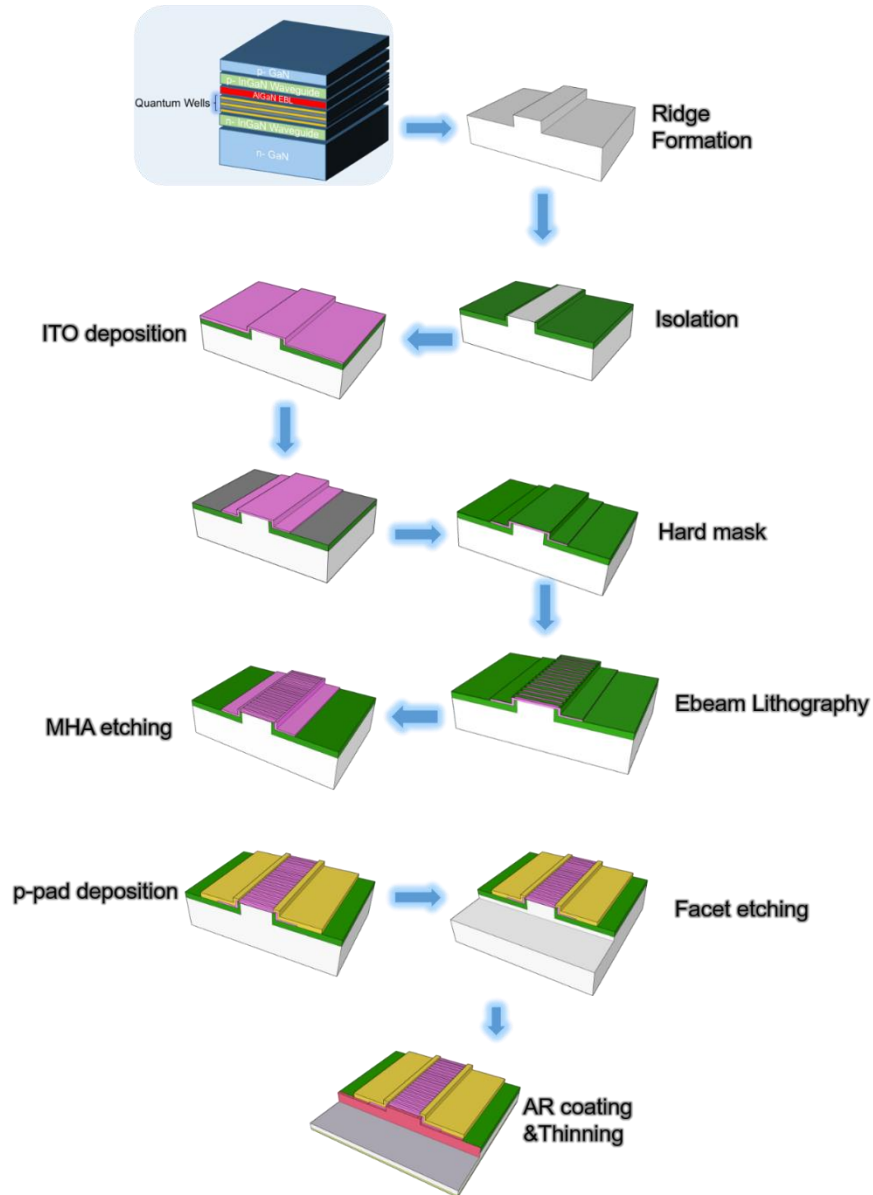 p- GaN
p- InGaN Waveguide
AlGaN EBL
Quantum Wells
n- InGaN Waveguide
n- GaN
Ridge
Formation
ITO deposition
Isolation
Hard mask
MHA etching
Ebeam Lithography
p-pad deposition
Facet etching
AR coating
&Thinning